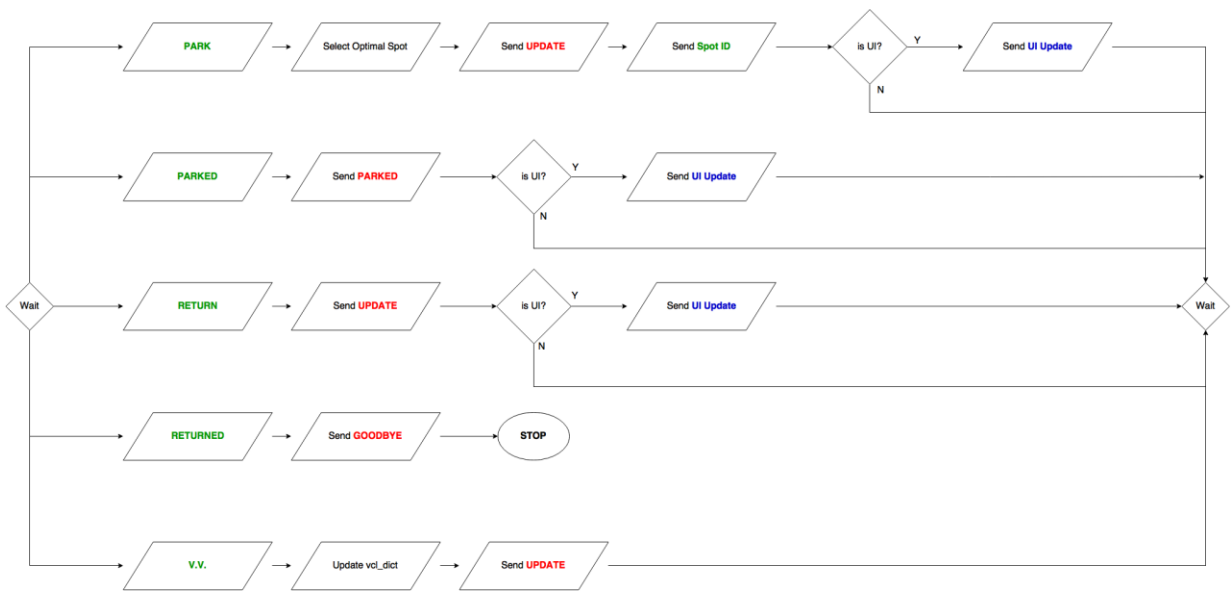 PARK
Select Optimal Spot
Send UPDATE
Send Spot ID
is UI?
Y
Send UI Update
N
PARKED
Send PARKED
is UI?
Y
Send UI Update
N
Wait
RETURN
Send UPDATE
is UI?
Y
Send UI Update
Wait
N
RETURNED
Send GOODBYE
STOP
V.V.
Update vcl_dict
Send UPDATE